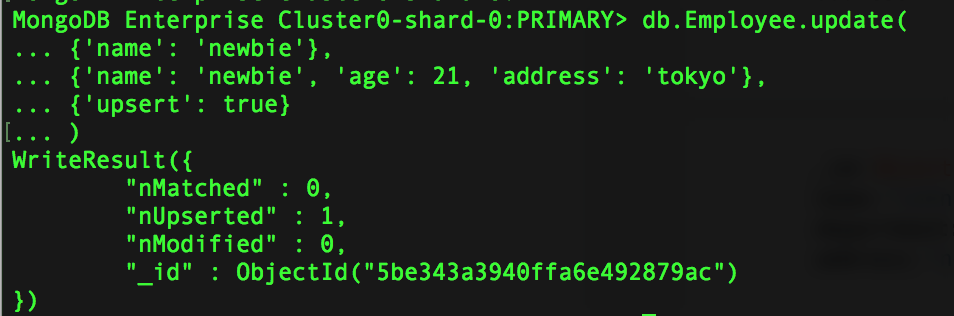 MongoDB Enterprise Cluster0-shard-0:PRIMARY> db.Employee.update(
... {'name': 'newbie'},
... {'name': 'newbie', 'age': 21, 'address': 'tokyo'},
... {'upsert': true}
[... )
WriteResult({
"nMatched" : 0,
"nUpserted" : 1,
"nModified" : 0,
"_id" : ObjectId("5be343a3940ffa6e492879ac")
})